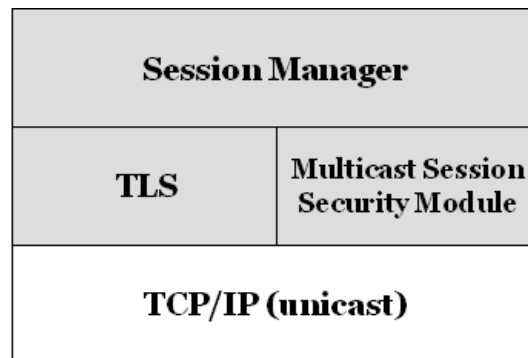 Session Manager
TLS
Multicast Session
Security Module
TCP/IP (unicast)